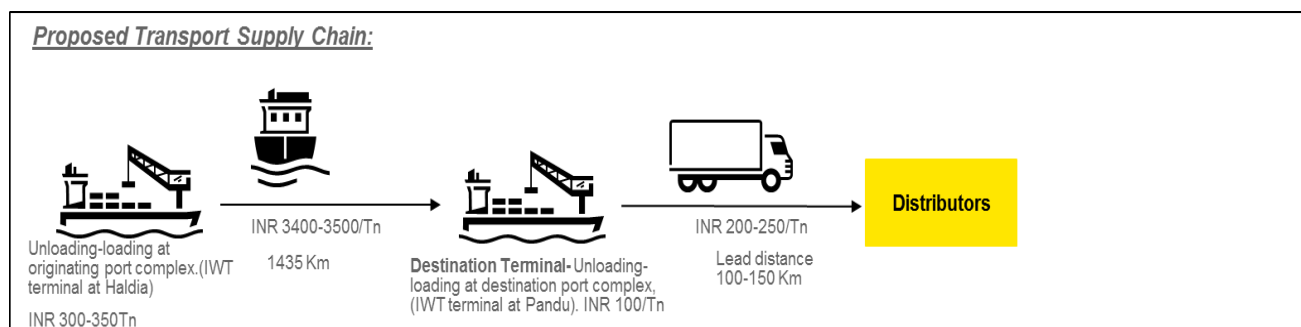 Proposed Transport Supply Chain:
Unloading-loading at
originating port complex.(IWT
terminal at Haldia)
INR 300-350Tn
INR 3400-3500/Tn
1435 Km
Destination Terminal- Unloading-
loading at destination port complex,
(IWT terminal at Pandu). INR 100/Tn
INR 200-250/Tn
Lead distance
100-150 Km
Distributors